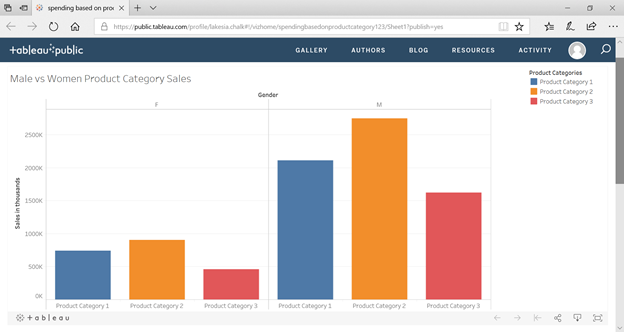 spending based on proc
https://public.tableau.com/profile/lakesia.chalk#!/vizhome/spendingbasedonproductcategory123/Sheet1?publish=yes
+ableau+public
GALLERY AUTHORS BLOG RESOURCES ACTIVITY
Male vs Women Product Category Sales
Product Categories
Product Category 1
Product Category 2
Product Category 3
Gender
F M
Sales in thousands
2500K
2000K
1500K
1000K
500K
0K
Product Category 1 Product Category 2 Product Category 3 Product Category 1 Product Category 2 Product Category 3
+ableau